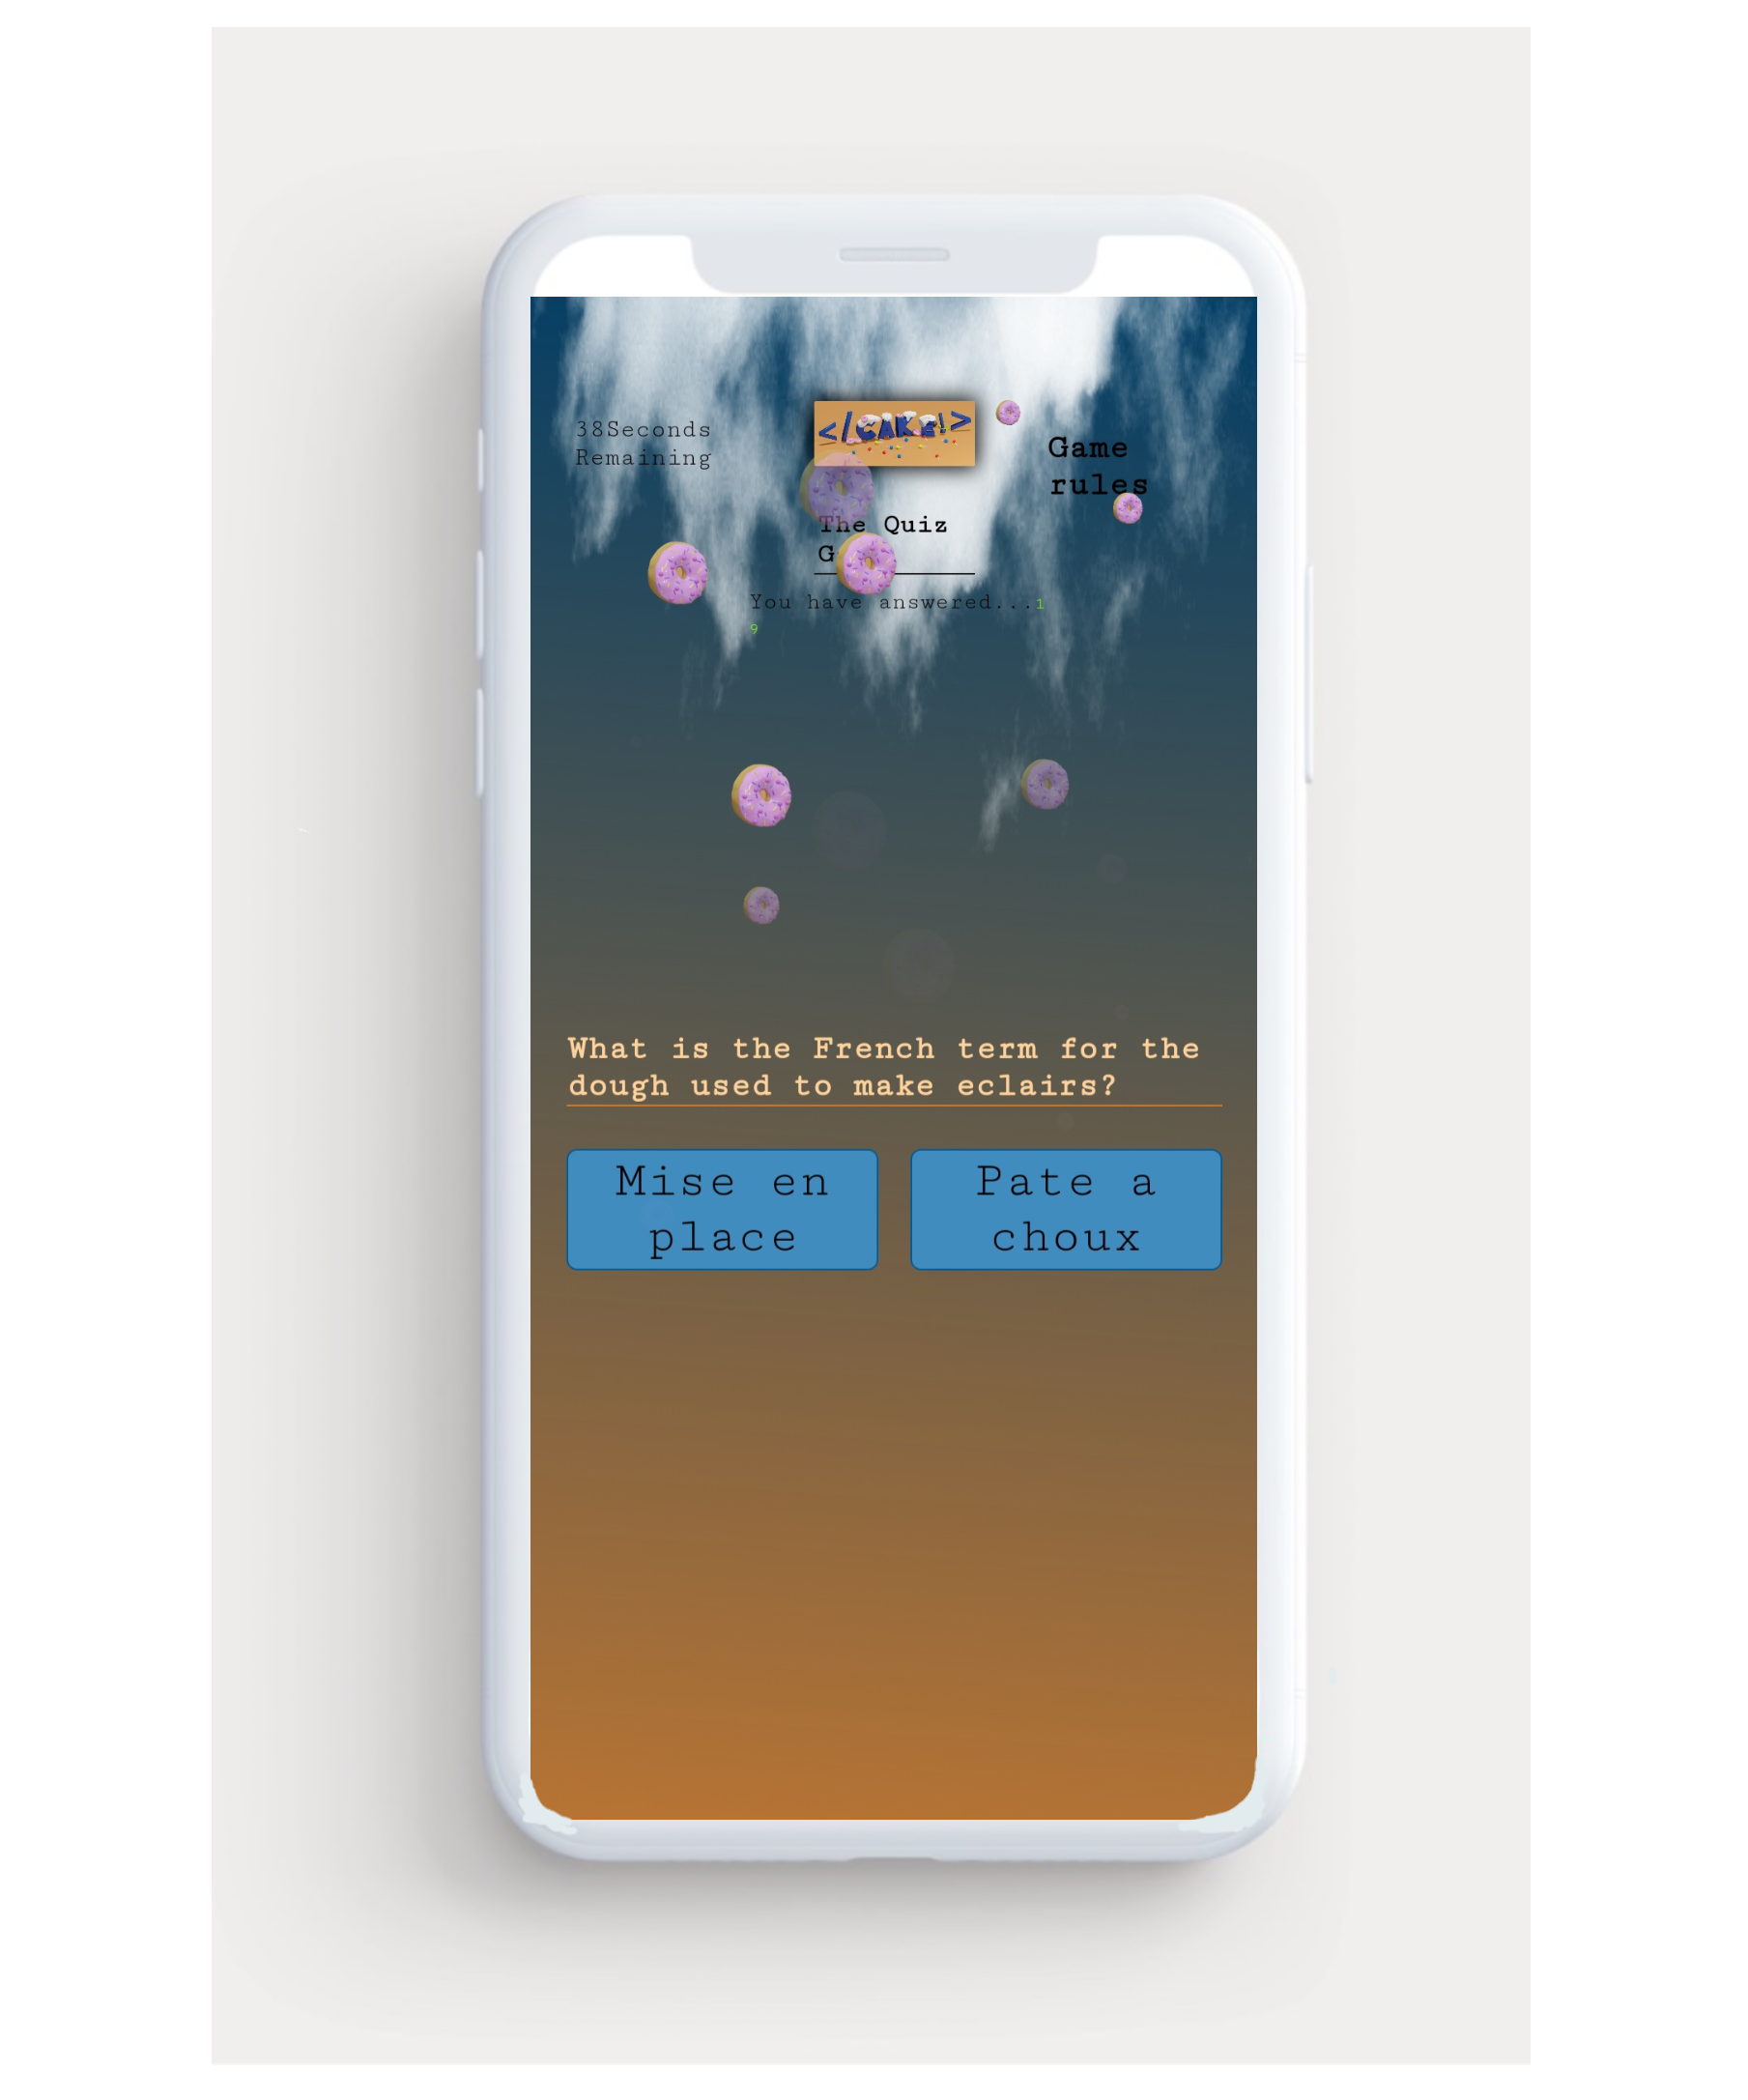 38Seconds
Remaining
</CAKE!>
Game
rules
The Quiz
G
You have answered...1
9
What is the French term for the
dough used to make eclairs?
Mise en
place
Pate a
choux